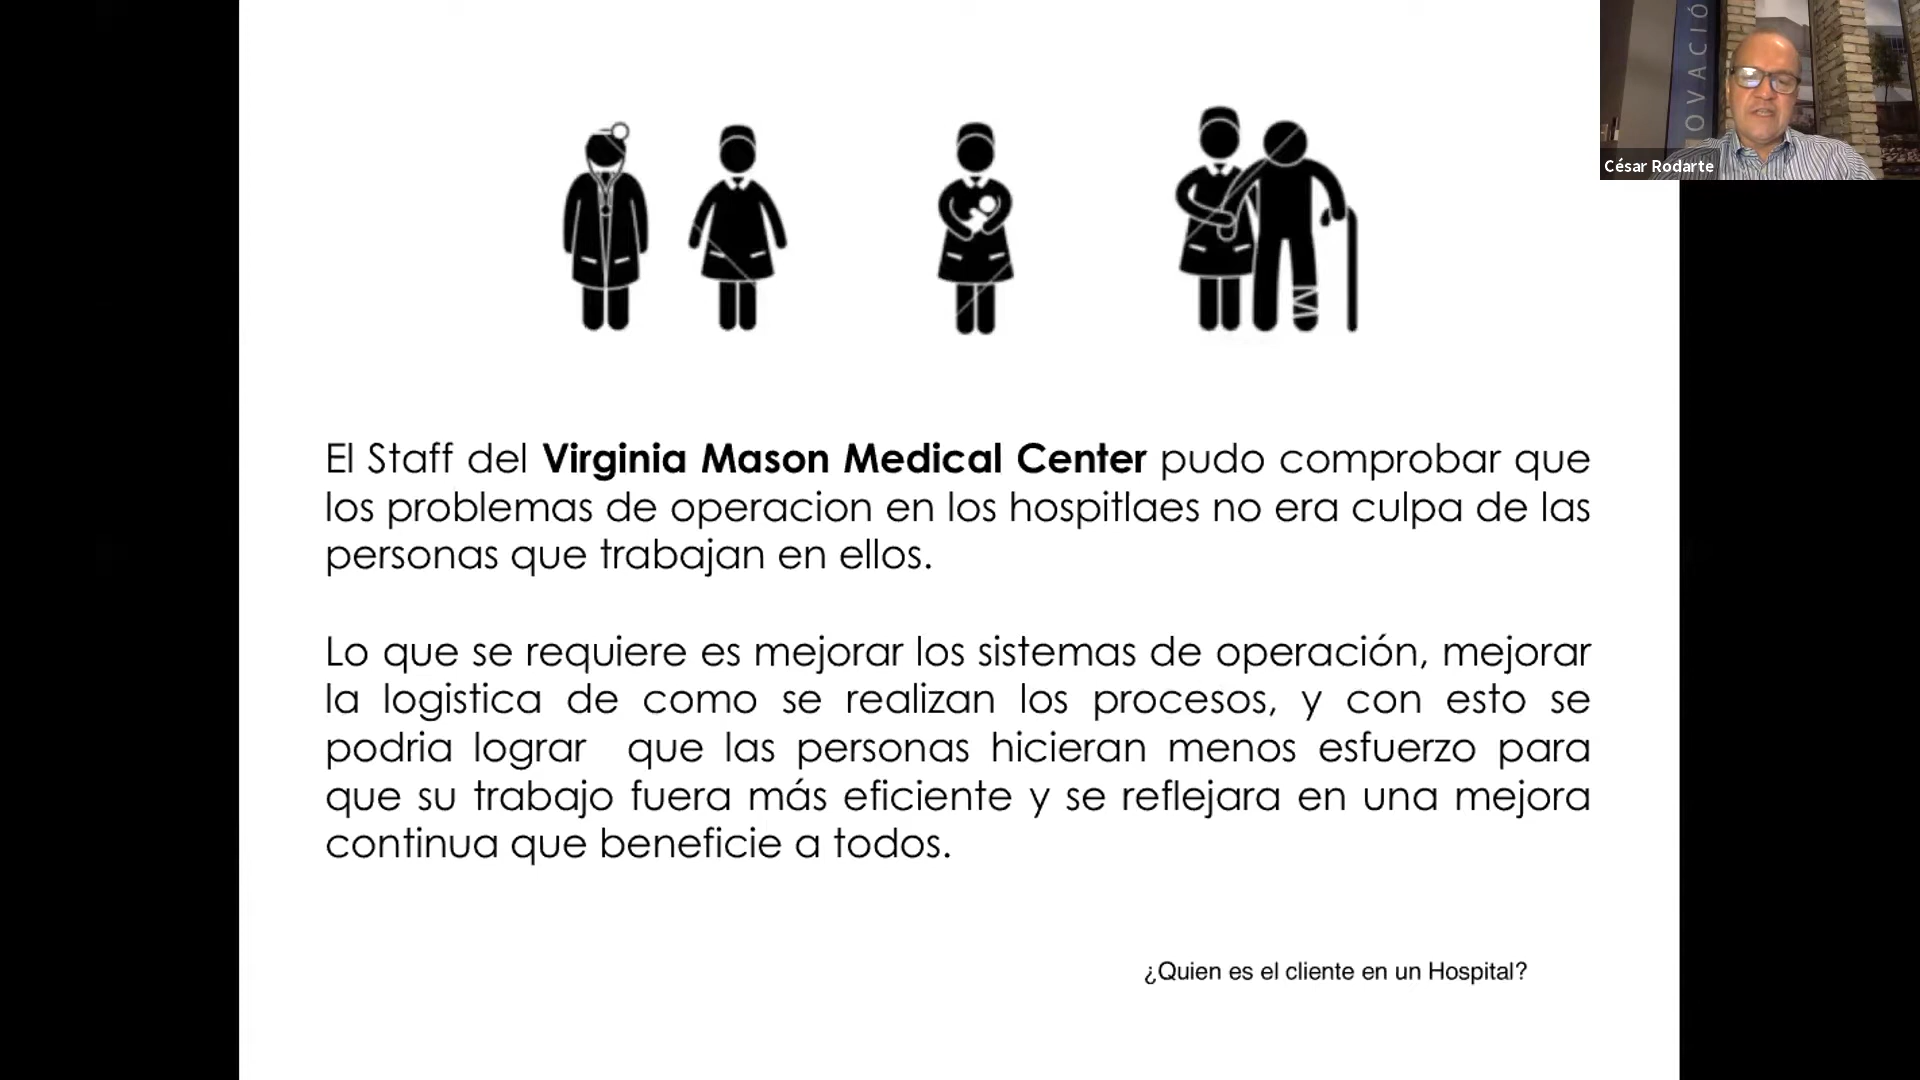 OVACIÓ
César Rodarte
El Staff del Virginia Mason Medical Center pudo comprobar que
los problemas de operacion en los hospitlaes no era culpa de las
personas que trabajan en ellos.
Lo que se requiere es mejorar los sistemas de operación, mejorar
la logistica de como se realizan los procesos, y con esto se
podria lograr que las personas hicieran menos esfuerzo para
que su trabajo fuera más eficiente y se reflejara en una mejora
continua que beneficie a todos.
¿Quien es el cliente en un Hospital?